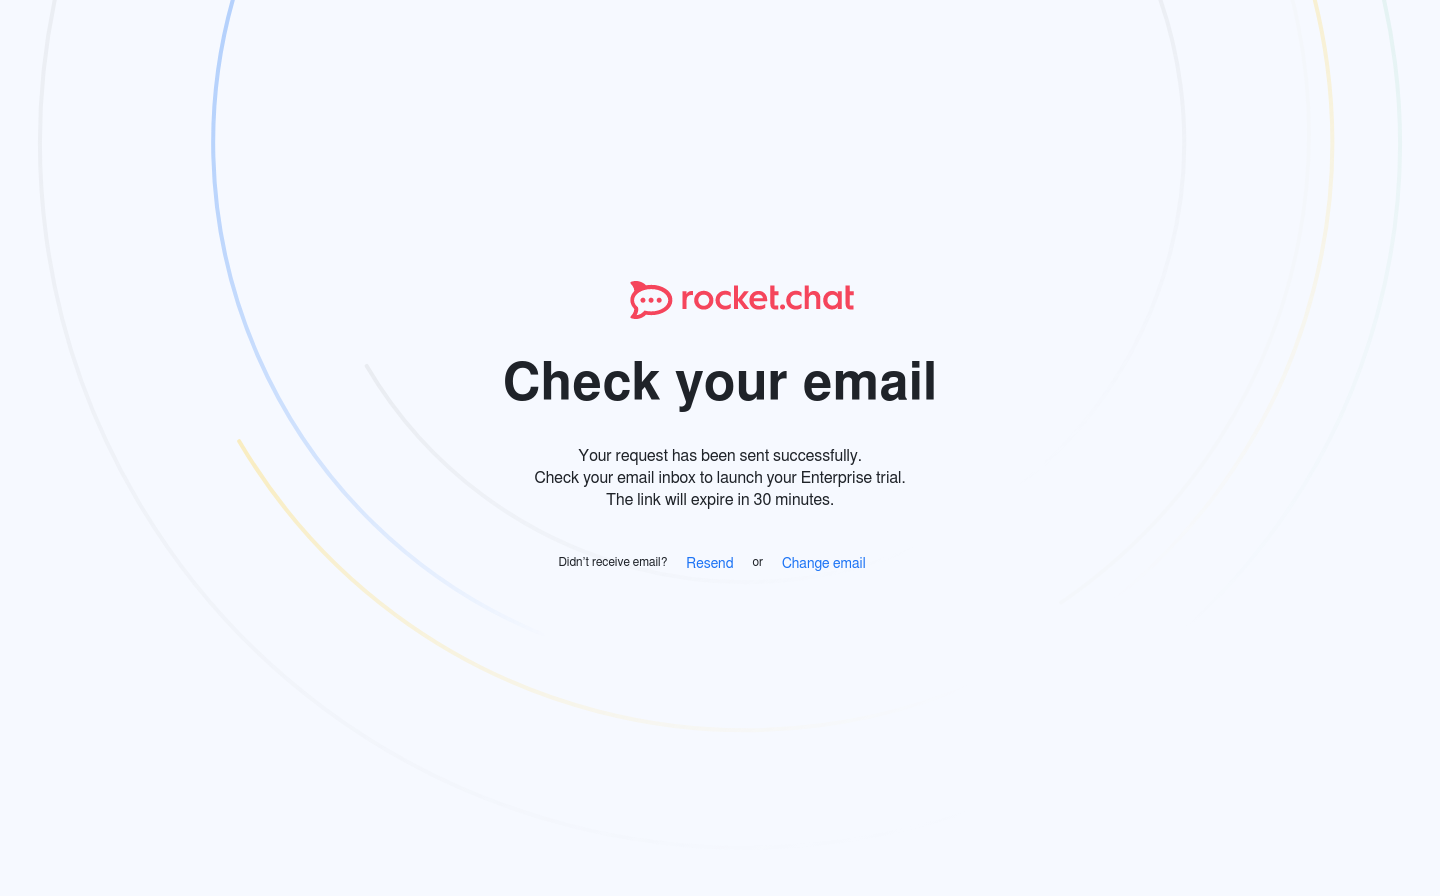 rocket.chat
Check your email
Your request has been sent successfully.
Check your email inbox to launch your Enterprise trial.
The link will expire in 30 minutes.
Didn't receive email? Resend or Change email